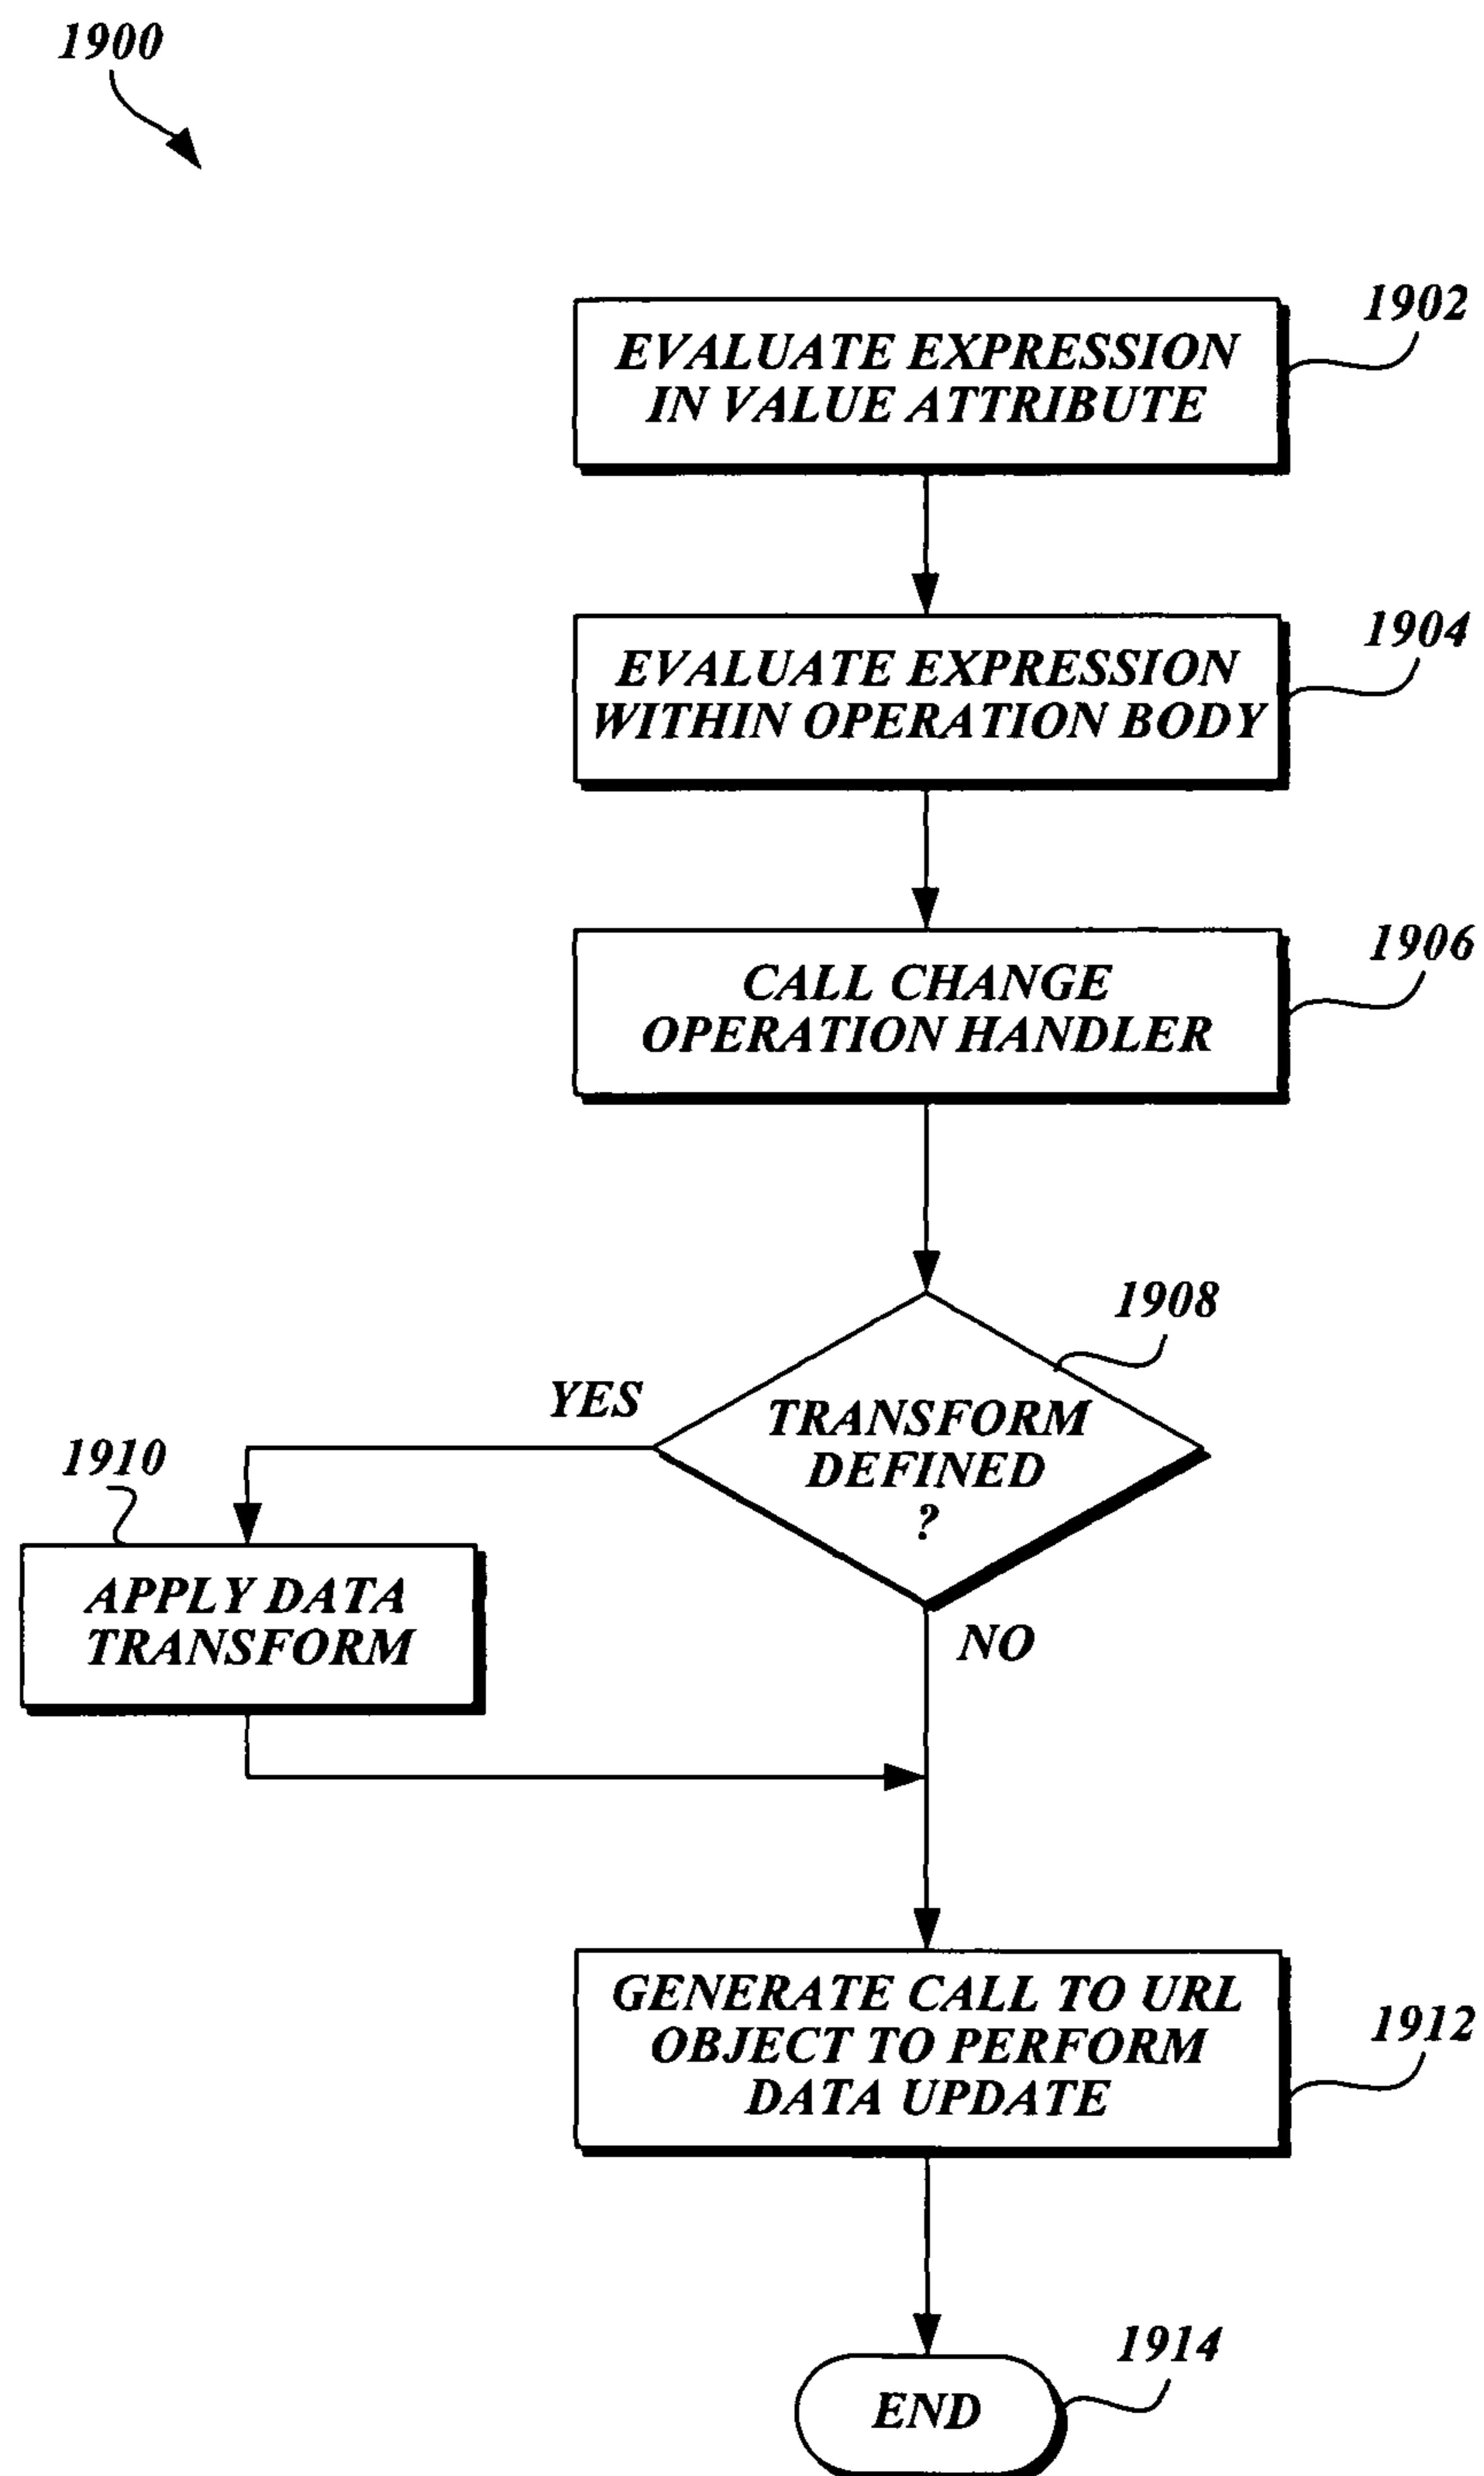 1900
1902
EVALUATE EXPRESSION
IN VALUE ATTRIBUTE
1904
EVALUATE EXPRESSION
WITHIN OPERATION BODY
1906
CALL CHANGE
OPERATION HANDLER
1908
TRANSFORM
DEFINED
?
YES
1910
APPLY DATA
TRANSFORM
NO
GENERATE CALL TO URL
OBJECT TO PERFORM
DATA UPDATE
1912
1914
END